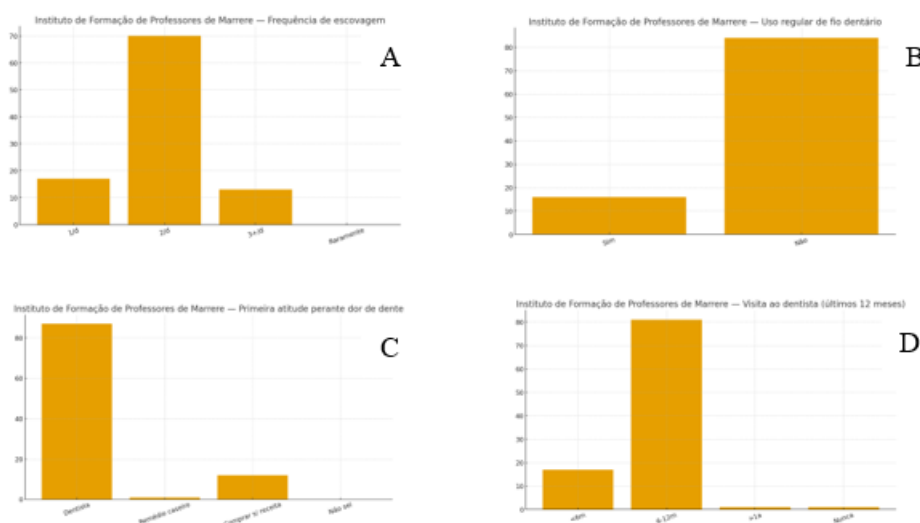 Instituto de Formação de Professores de Marrere — Frequência de escovagem
A
70
60
50
40
30
20
10
0
1/d
2/d
3+/d
Raramente
Instituto de Formação de Professores de Marrere — Uso regular de fio dentário
B
80
70
60
50
40
30
20
10
0
Sim
Não
Instituto de Formação de Professores de Marrere — Primeira atitude perante dor de dente
C
80
60
40
20
0
Dentista
Remédio caseiro
Comprar s/ receita
Não sei
Instituto de Formação de Professores de Marrere — Visita ao dentista (últimos 12 meses)
D
80
70
60
50
40
30
20
10
0
<6m
6-12m
>1a
Nunca